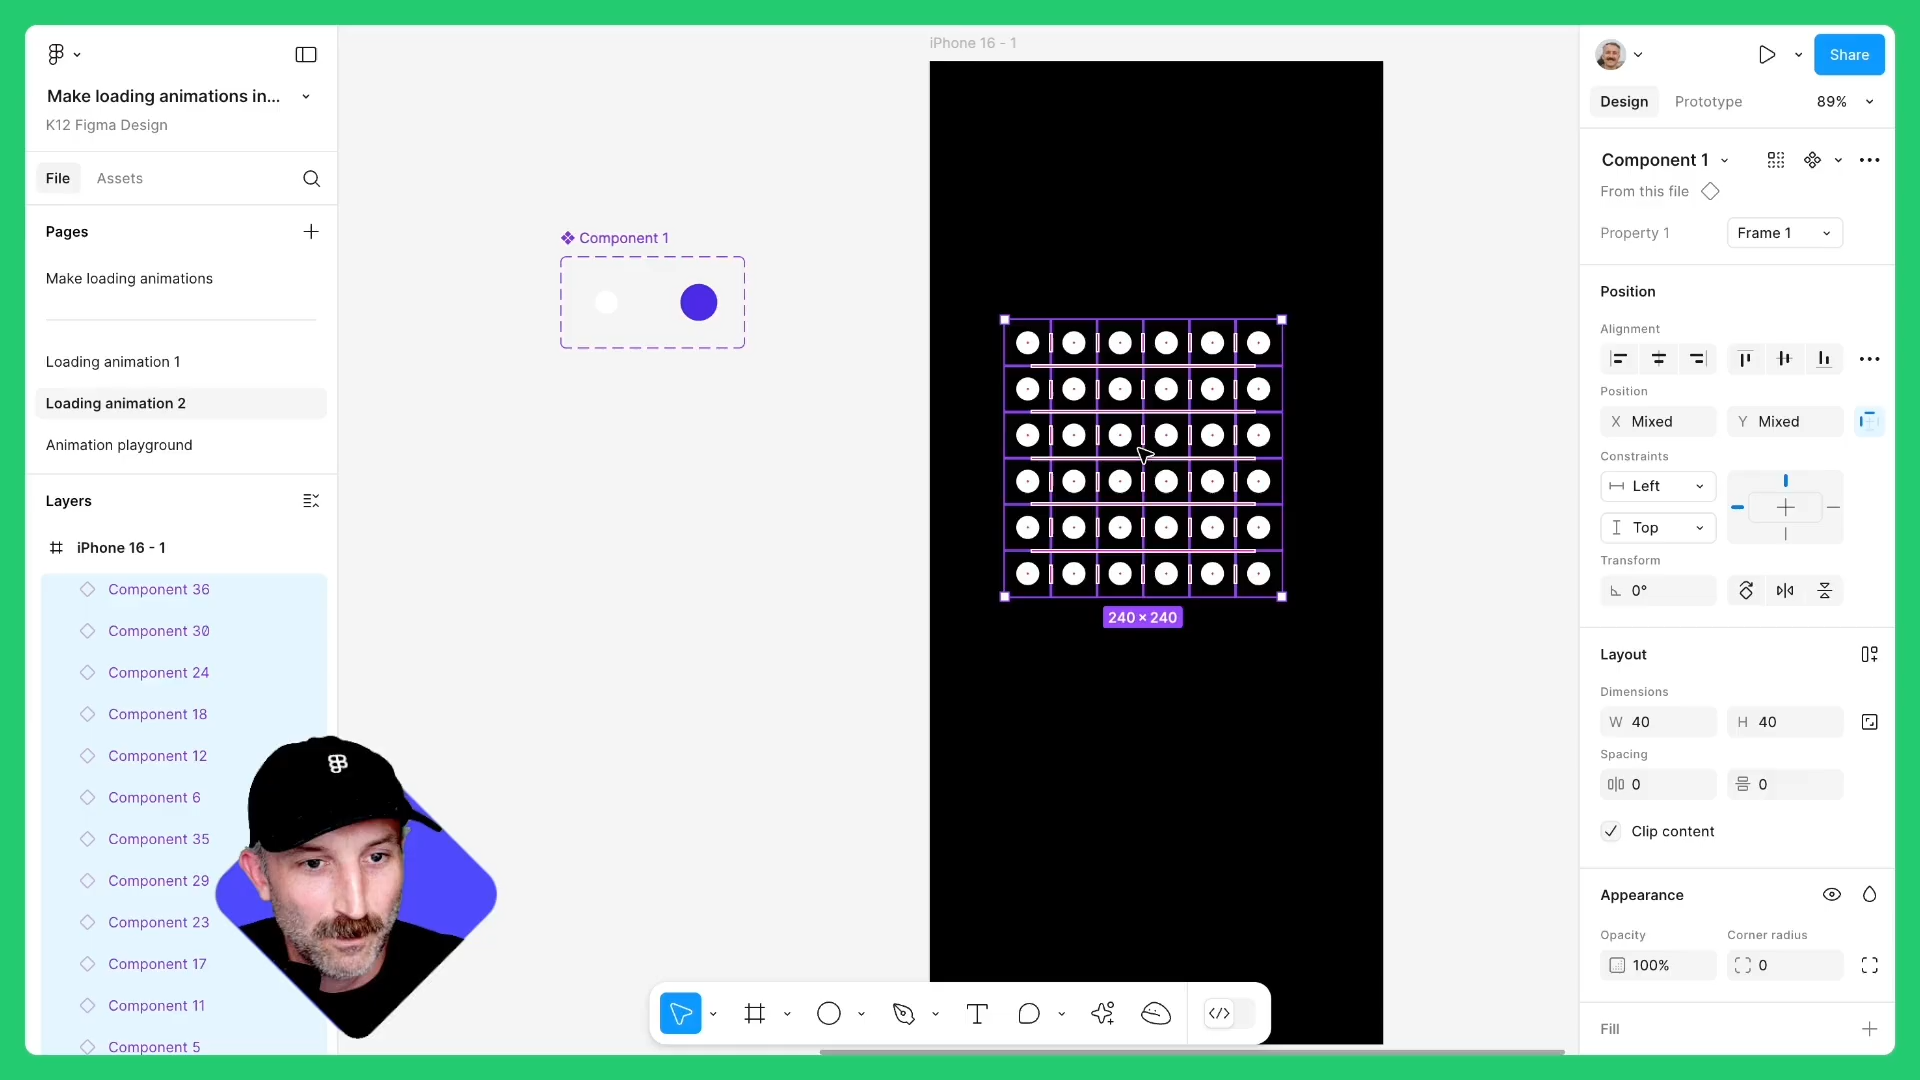 Make loading animations in...
K12 Figma Design
File
Assets
Pages
Make loading animations
Loading animation 1
Loading animation 2
Animation playground
Layers
iPhone 16 - 1
Component 36
Component 30
Component 24
Component 18
Component 12
Component 6
Component 35
Component 29
Component 23
Component 17
Component 11
Component 5
Component 1
iPhone 16 - 1
240 × 240
Share
Design
Prototype
89%
Component 1
From this file
Property 1
Frame 1
Position
Alignment
Position
X Mixed
Y Mixed
Constraints
Left
Top
Transform
0°
Layout
Dimensions
W 40
H 40
Spacing
0
0
Clip content
Appearance
Opacity
Corner radius
100%
0
Fill